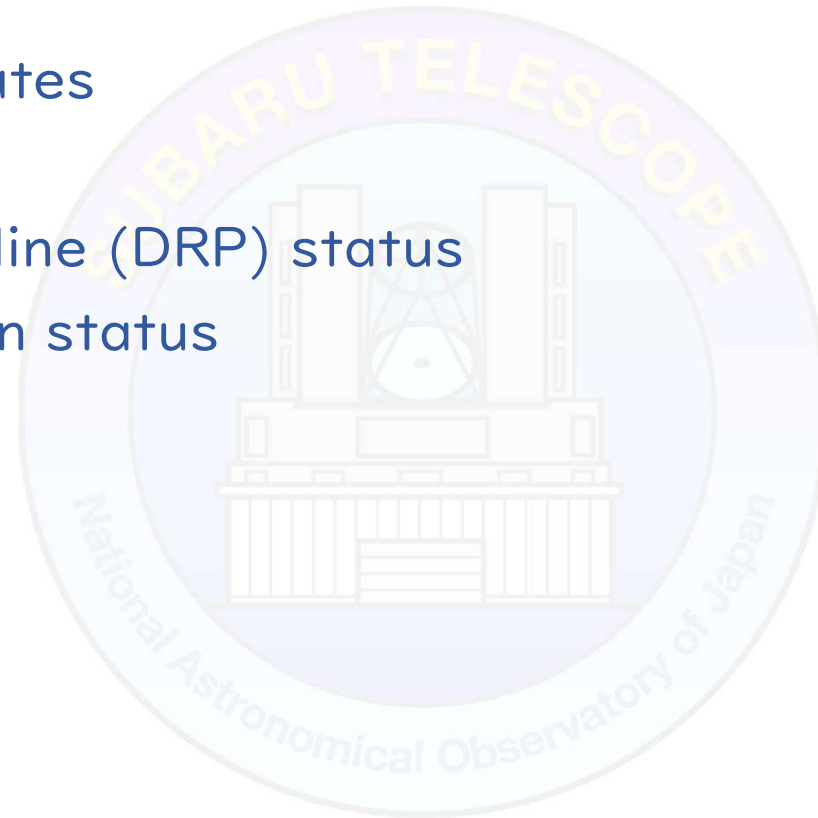 ates
line (DRP) status
n status
SUBARU TELESCOPE
National Astronomical Observatory of Japan